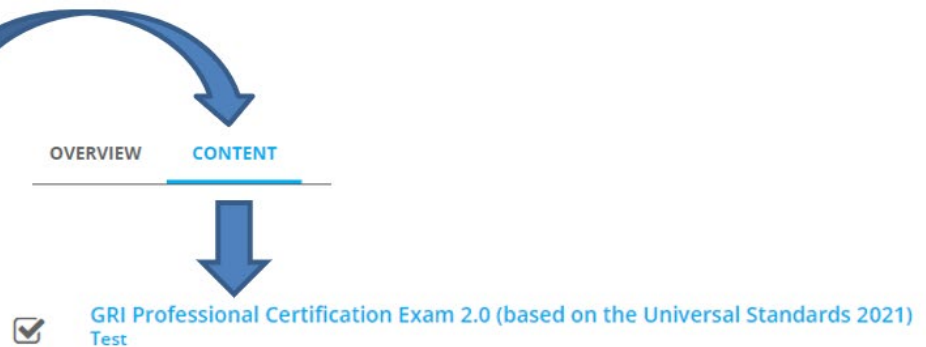 OVERVIEW CONTENT
GRI Professional Certification Exam 2.0 (based on the Universal Standards 2021)
Test